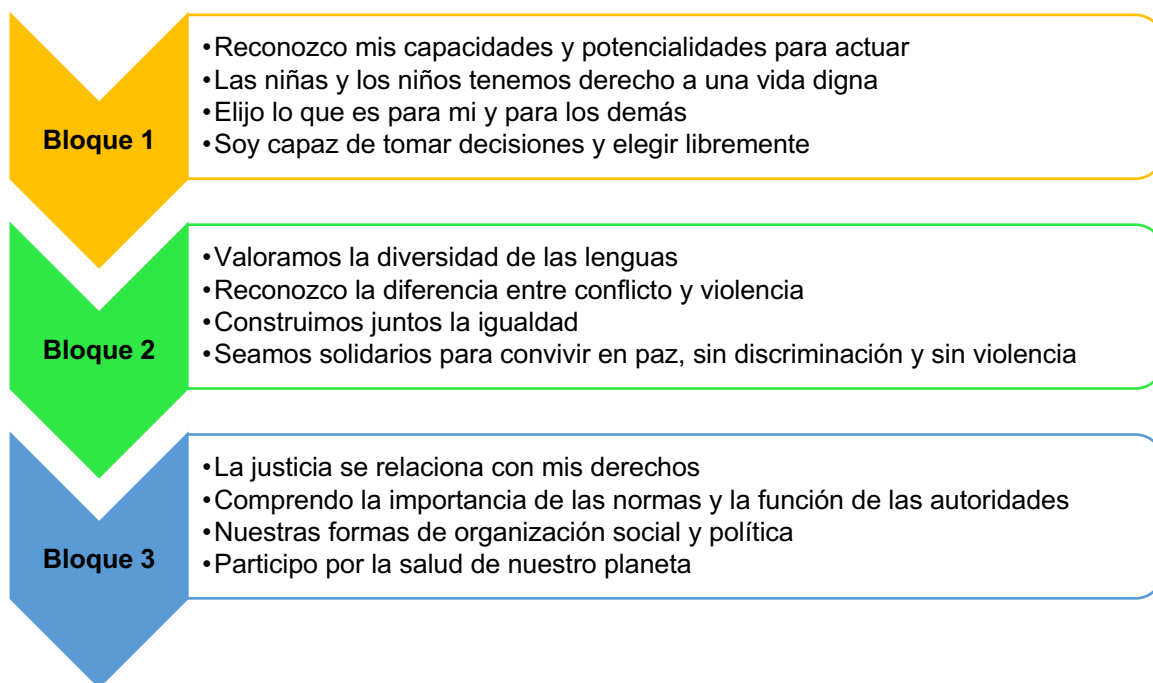 Bloque 1
•Reconozco mis capacidades y potencialidades para actuar
•Las niñas y los niños tenemos derecho a una vida digna
•Elijo lo que es para mi y para los demás
•Soy capaz de tomar decisiones y elegir libremente
Bloque 2
•Valoramos la diversidad de las lenguas
•Reconozco la diferencia entre conflicto y violencia
•Construimos juntos la igualdad
•Seamos solidarios para convivir en paz, sin discriminación y sin violencia
Bloque 3
•La justicia se relaciona con mis derechos
•Comprendo la importancia de las normas y la función de las autoridades
•Nuestras formas de organización social y política
•Participo por la salud de nuestro planeta